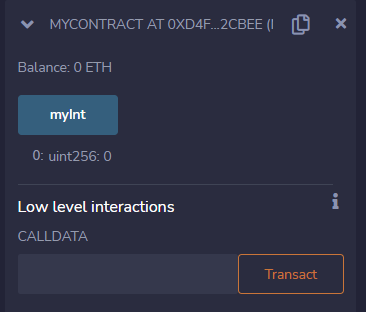 MYCONTRACT AT 0XD4F...2CBEE (
Balance: 0 ETH
myInt
0: uint256: 0
Low level interactions
CALLDATA
Transact